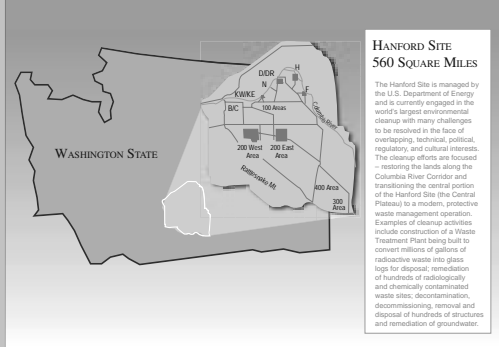 HANFORD SITE
560 SQUARE MILES
The Hanford Site is managed by
the U.S. Department of Energy
and is currently engaged in the
world's largest environmental
cleanup with many challenges
to be resolved in the face of
overlapping, technical, political,
regulatory, and cultural interests.
The cleanup efforts are focused
– restoring the lands along the
Columbia River Corridor and
transitioning the central portion
of the Hanford Site (the Central
Plateau) to a modern, protective
waste management operation.
Examples of cleanup activities
include construction of a Waste
Treatment Plant being built to
convert millions of gallons of
radioactive waste into glass
logs for disposal; remediation
of hundreds of radiologically
and chemically contaminated
waste sites; decontamination,
decommissioning, removal and
disposal of hundreds of structures
and remediation of groundwater.
WASHINGTON STATE
D/DR
H
N
F
KW/KE
B/C
100 Areas
Columbia River
200 West
Area
200 East
Area
Rattlesnake Mt.
400 Area
300
Area